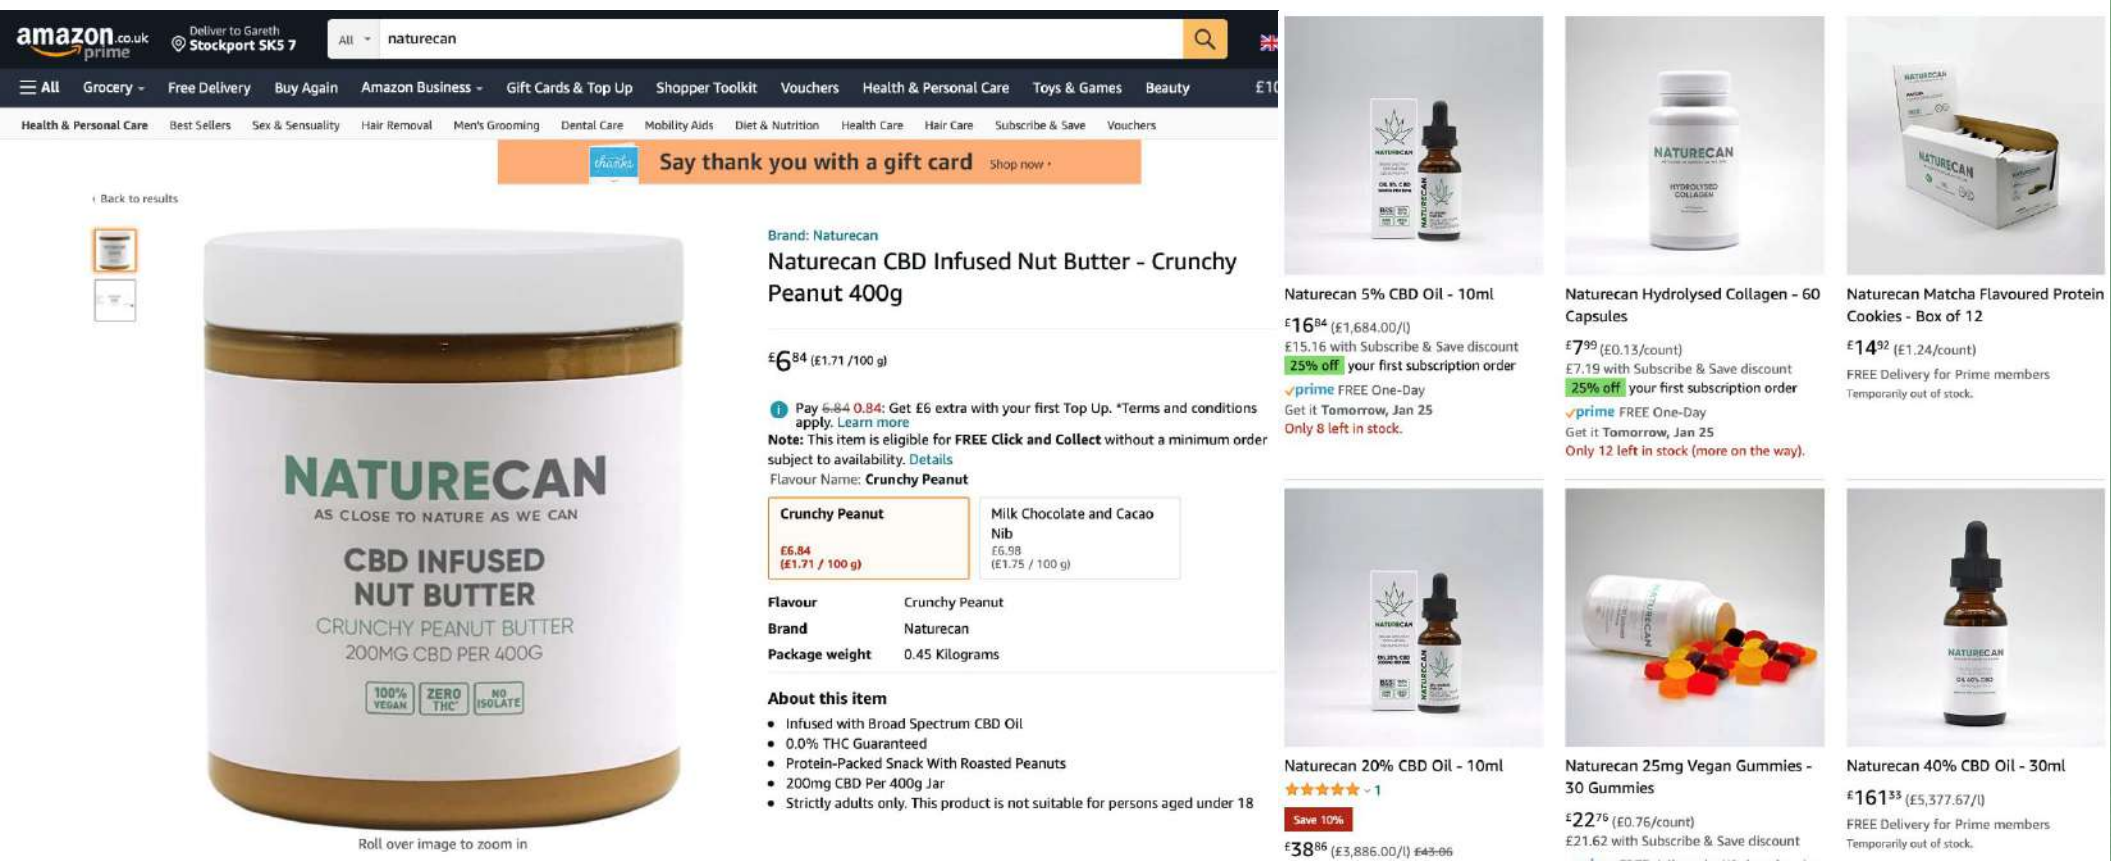 amazon.co.uk
prime
Deliver to Gareth
Stockport SK5 7
All
naturecan
All
Grocery
Free Delivery
Buy Again
Amazon Business
Gift Cards & Top Up
Shopper Toolkit
Vouchers
Health & Personal Care
Toys & Games
Beauty
£10
Health & Personal Care
Best Sellers
Sex & Sensuality
Hair Removal
Men's Grooming
Dental Care
Mobility Aids
Diet & Nutrition
Health Care
Hair Care
Subscribe & Save
Vouchers
thanks
Say thank you with a gift card
Shop now ›
‹ Back to results
NATURECAN
AS CLOSE TO NATURE AS WE CAN
CBD INFUSED
NUT BUTTER
CRUNCHY PEANUT BUTTER
200MG CBD PER 400G
100%
VEGAN
ZERO
THC*
NO
ISOLATE
Roll over image to zoom in
Brand: Naturecan
Naturecan CBD Infused Nut Butter - Crunchy
Peanut 400g
£684 (£1.71 /100 g)
Pay 6.84 0.84: Get £6 extra with your first Top Up. *Terms and conditions
apply. Learn more
Note: This item is eligible for FREE Click and Collect without a minimum order
subject to availability. Details
Flavour Name: Crunchy Peanut
Crunchy Peanut
£6.84
(£1.71 / 100 g)
Milk Chocolate and Cacao
Nib
£6.98
(£1.75 / 100 g)
Flavour Crunchy Peanut
Brand Naturecan
Package weight 0.45 Kilograms
About this item
• Infused with Broad Spectrum CBD Oil
• 0.0% THC Guaranteed
• Protein-Packed Snack With Roasted Peanuts
• 200mg CBD Per 400g Jar
• Strictly adults only. This product is not suitable for persons aged under 18
NATURECAN
NATURECAN
Naturecan 5% CBD Oil - 10ml
£1684 (£1,684.00/l)
£15.16 with Subscribe & Save discount
25% off your first subscription order
prime FREE One-Day
Get it Tomorrow, Jan 25
Only 8 left in stock.
NATURECAN
HYDROLYSED
COLLAGEN
Naturecan Hydrolysed Collagen - 60
Capsules
£799 (£0.13/count)
£7.19 with Subscribe & Save discount
25% off your first subscription order
prime FREE One-Day
Get it Tomorrow, Jan 25
Only 12 left in stock (more on the way).
NATURECAN
NATURECAN
Naturecan Matcha Flavoured Protein
Cookies - Box of 12
£1492 (£1.24/count)
FREE Delivery for Prime members
Temporarily out of stock.
NATURECAN
NATURECAN
Naturecan 20% CBD Oil - 10ml
1
Save 10%
£3886 (£3,886.00/l) £43.06
NATURECAN
Naturecan 25mg Vegan Gummies -
30 Gummies
£2276 (£0.76/count)
£21.62 with Subscribe & Save discount
NATURECAN
OIL 40% CBD
Naturecan 40% CBD Oil - 30ml
£16133 (£5,377.67/l)
FREE Delivery for Prime members
Temporarily out of stock.